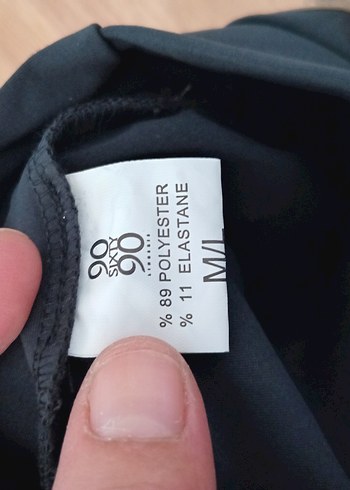 90
SIXTY
90
% 89 POLYESTER
% 11 ELASTANE
M/L